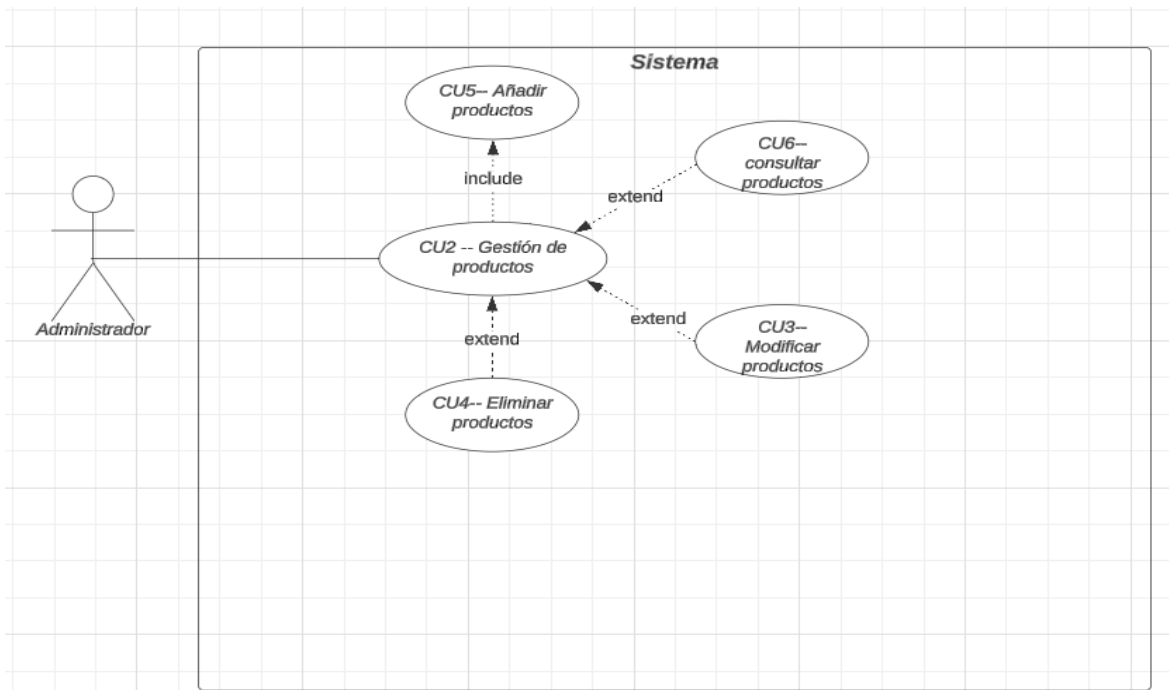 Sistema
CU5-- Añadir
productos
CU6--
consultar
productos
include
extend
CU2 -- Gestión de
productos
extend
CU3--
Modificar
productos
Administrador
extend
CU4-- Eliminar
productos